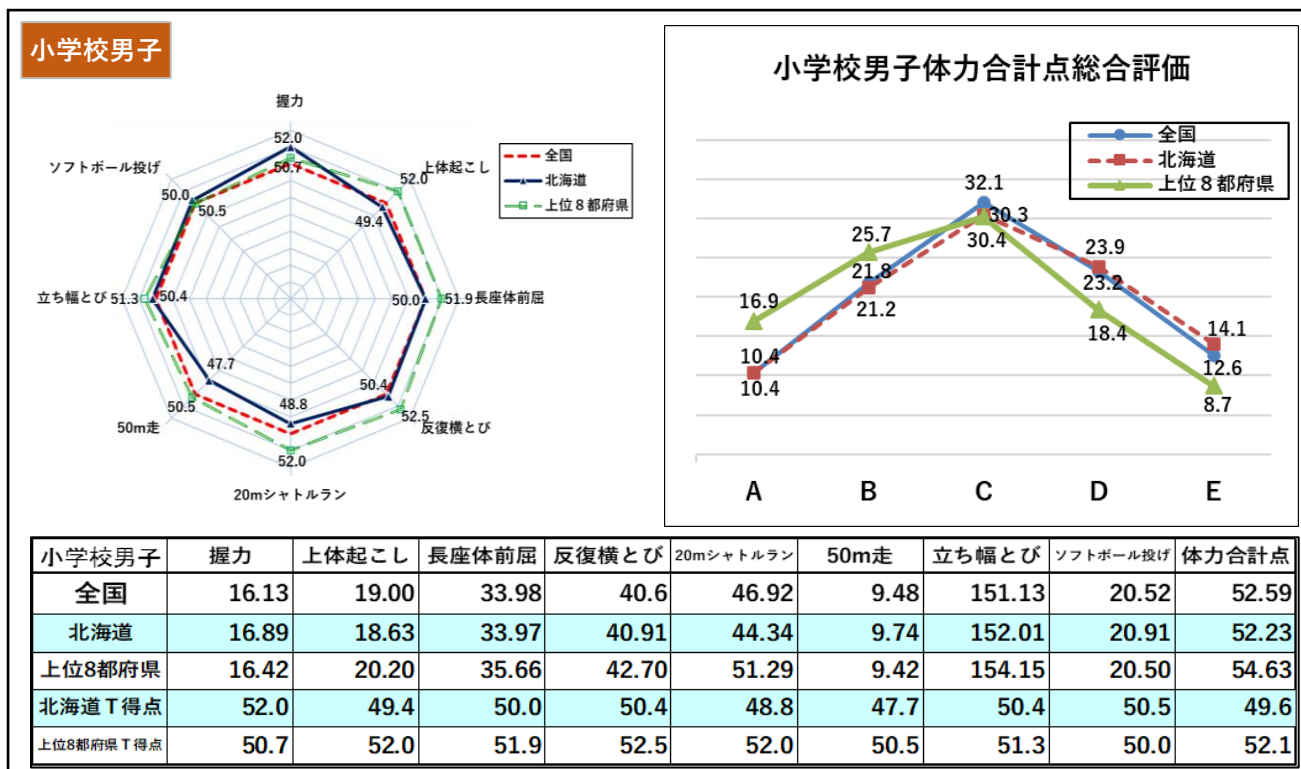 小学校男子
握力
52.0
50.7
ソフトボール投げ
上体起こし
50.0
52.0
50.5
49.4
立ち幅とび
51.3
50.4
50.0
51.9
長座体前屈
47.7
50.4
50.5
48.8
52.5
50m走
反復横とび
52.0
20mシャトルラン
全国
北海道
上位８都府県
小学校男子体力合計点総合評価
全国
北海道
上位８都府県
32.1
30.3
25.7
30.4
23.9
21.8
23.2
16.9
21.2
18.4
14.1
10.4
12.6
10.4
8.7
A B C D E
小学校男子 握力 上体起こし 長座体前屈 反復横とび 20mシャトルラン 50m走 立ち幅とび ソフトボール投げ 体力合計点
全国 16.13 19.00 33.98 40.6 46.92 9.48 151.13 20.52 52.59
北海道 16.89 18.63 33.97 40.91 44.34 9.74 152.01 20.91 52.23
上位8都府県 16.42 20.20 35.66 42.70 51.29 9.42 154.15 20.50 54.63
北海道Ｔ得点 52.0 49.4 50.0 50.4 48.8 47.7 50.4 50.5 49.6
上位8都府県Ｔ得点 50.7 52.0 51.9 52.5 52.0 50.5 51.3 50.0 52.1